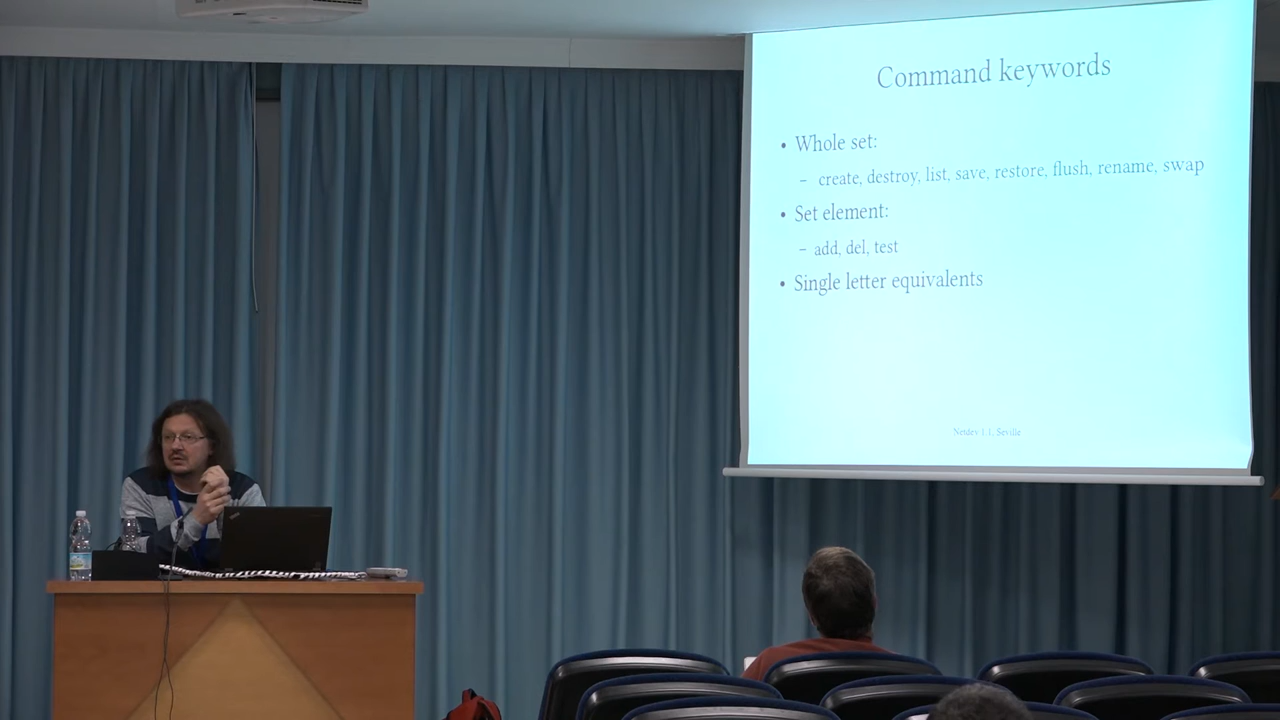 Command keywords
• Whole set:
– create, destroy, list, save, restore, flush, rename, swap
• Set element:
– add, del, test
• Single letter equivalents
Netdev 1.1, Seville